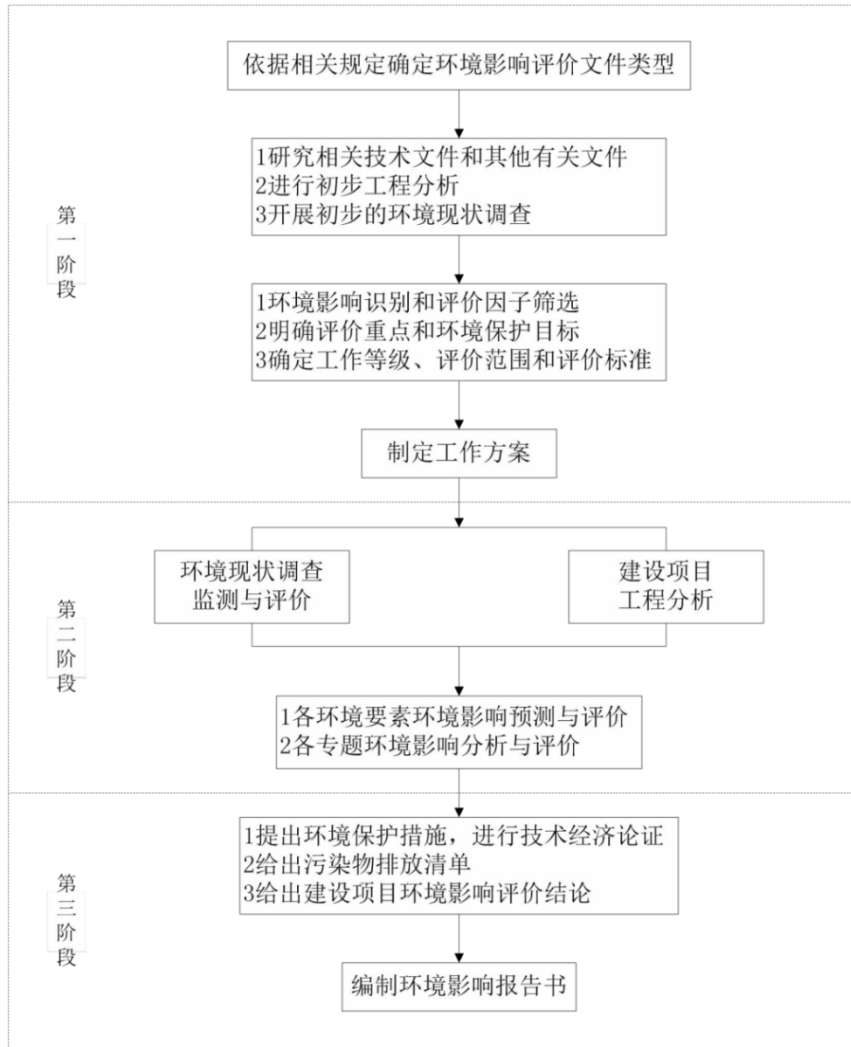 依据相关规定确定环境影响评价文件类型
1研究相关技术文件和其他有关文件
2进行初步工程分析
3开展初步的环境现状调查
第一阶段
1环境影响识别和评价因子筛选
2明确评价重点和环境保护目标
3确定工作等级、评价范围和评价标准
制定工作方案
环境现状调查
监测与评价
建设项目
工程分析
第二阶段
1各环境要素环境影响预测与评价
2各专题环境影响分析与评价
1提出环境保护措施，进行技术经济论证
2给出污染物排放清单
3给出建设项目环境影响评价结论
第三阶段
编制环境影响报告书